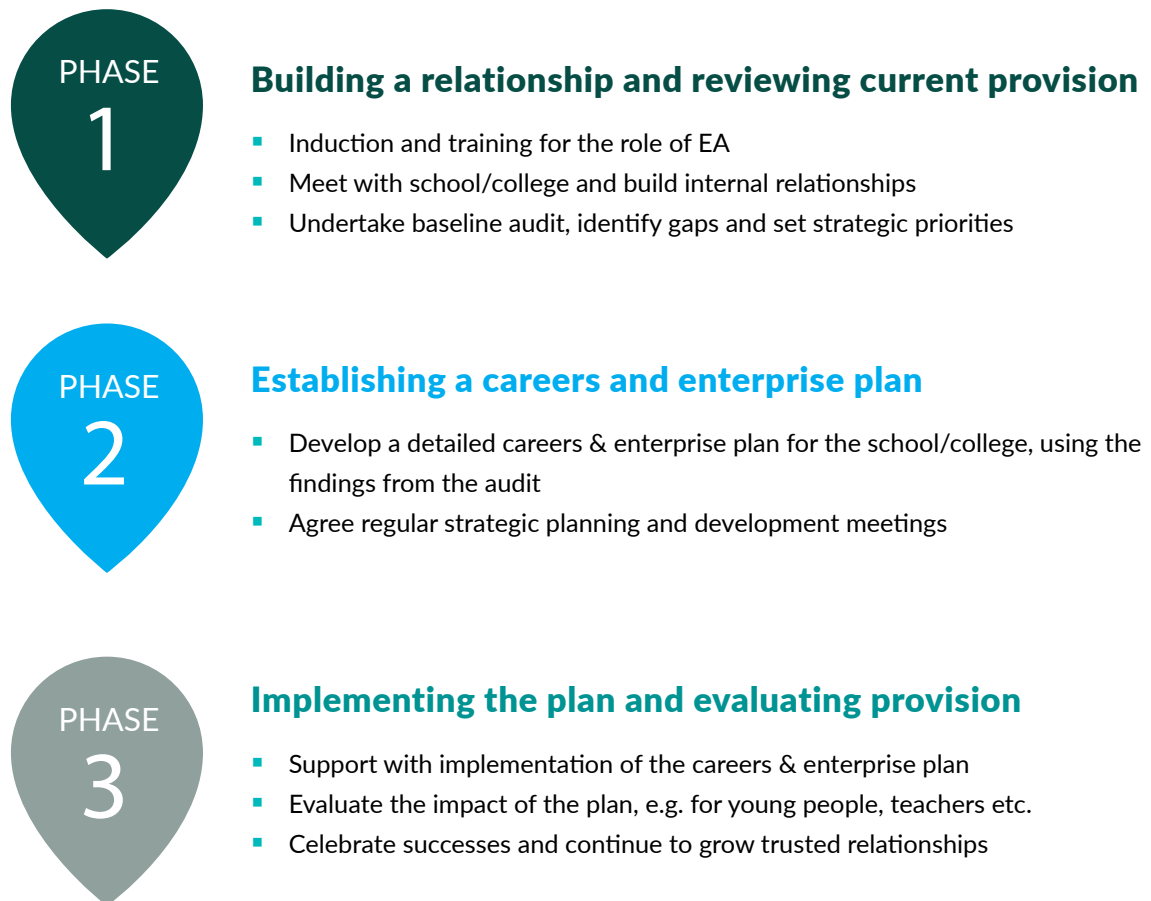 PHASE
1
Building a relationship and reviewing current provision
▪ Induction and training for the role of EA
▪ Meet with school/college and build internal relationships
▪ Undertake baseline audit, identify gaps and set strategic priorities
PHASE
2
Establishing a careers and enterprise plan
▪ Develop a detailed careers & enterprise plan for the school/college, using the
findings from the audit
▪ Agree regular strategic planning and development meetings
PHASE
3
Implementing the plan and evaluating provision
▪ Support with implementation of the careers & enterprise plan
▪ Evaluate the impact of the plan, e.g. for young people, teachers etc.
▪ Celebrate successes and continue to grow trusted relationships